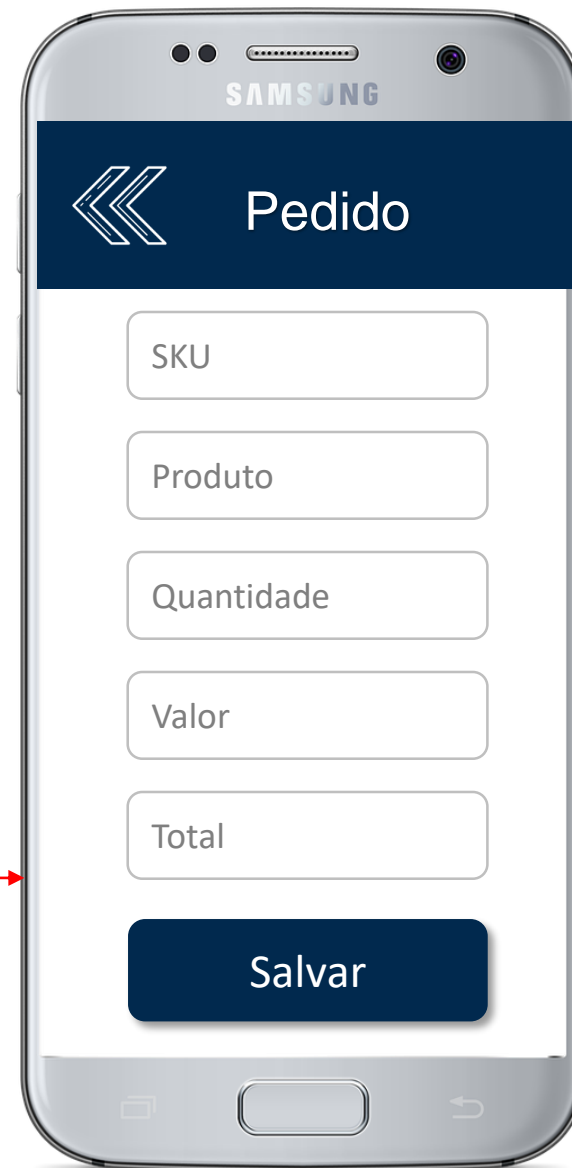 SAMSUNG
Pedido
SKU
Produto
Quantidade
Valor
Total
Salvar